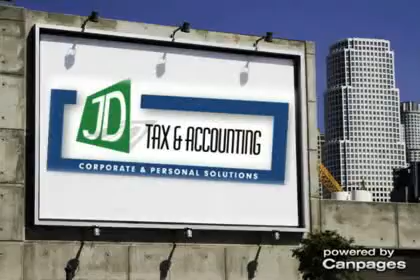 JD
TAX & ACCOUNTING
CORPORATE & PERSONAL SOLUTIONS
powered by
Canpages